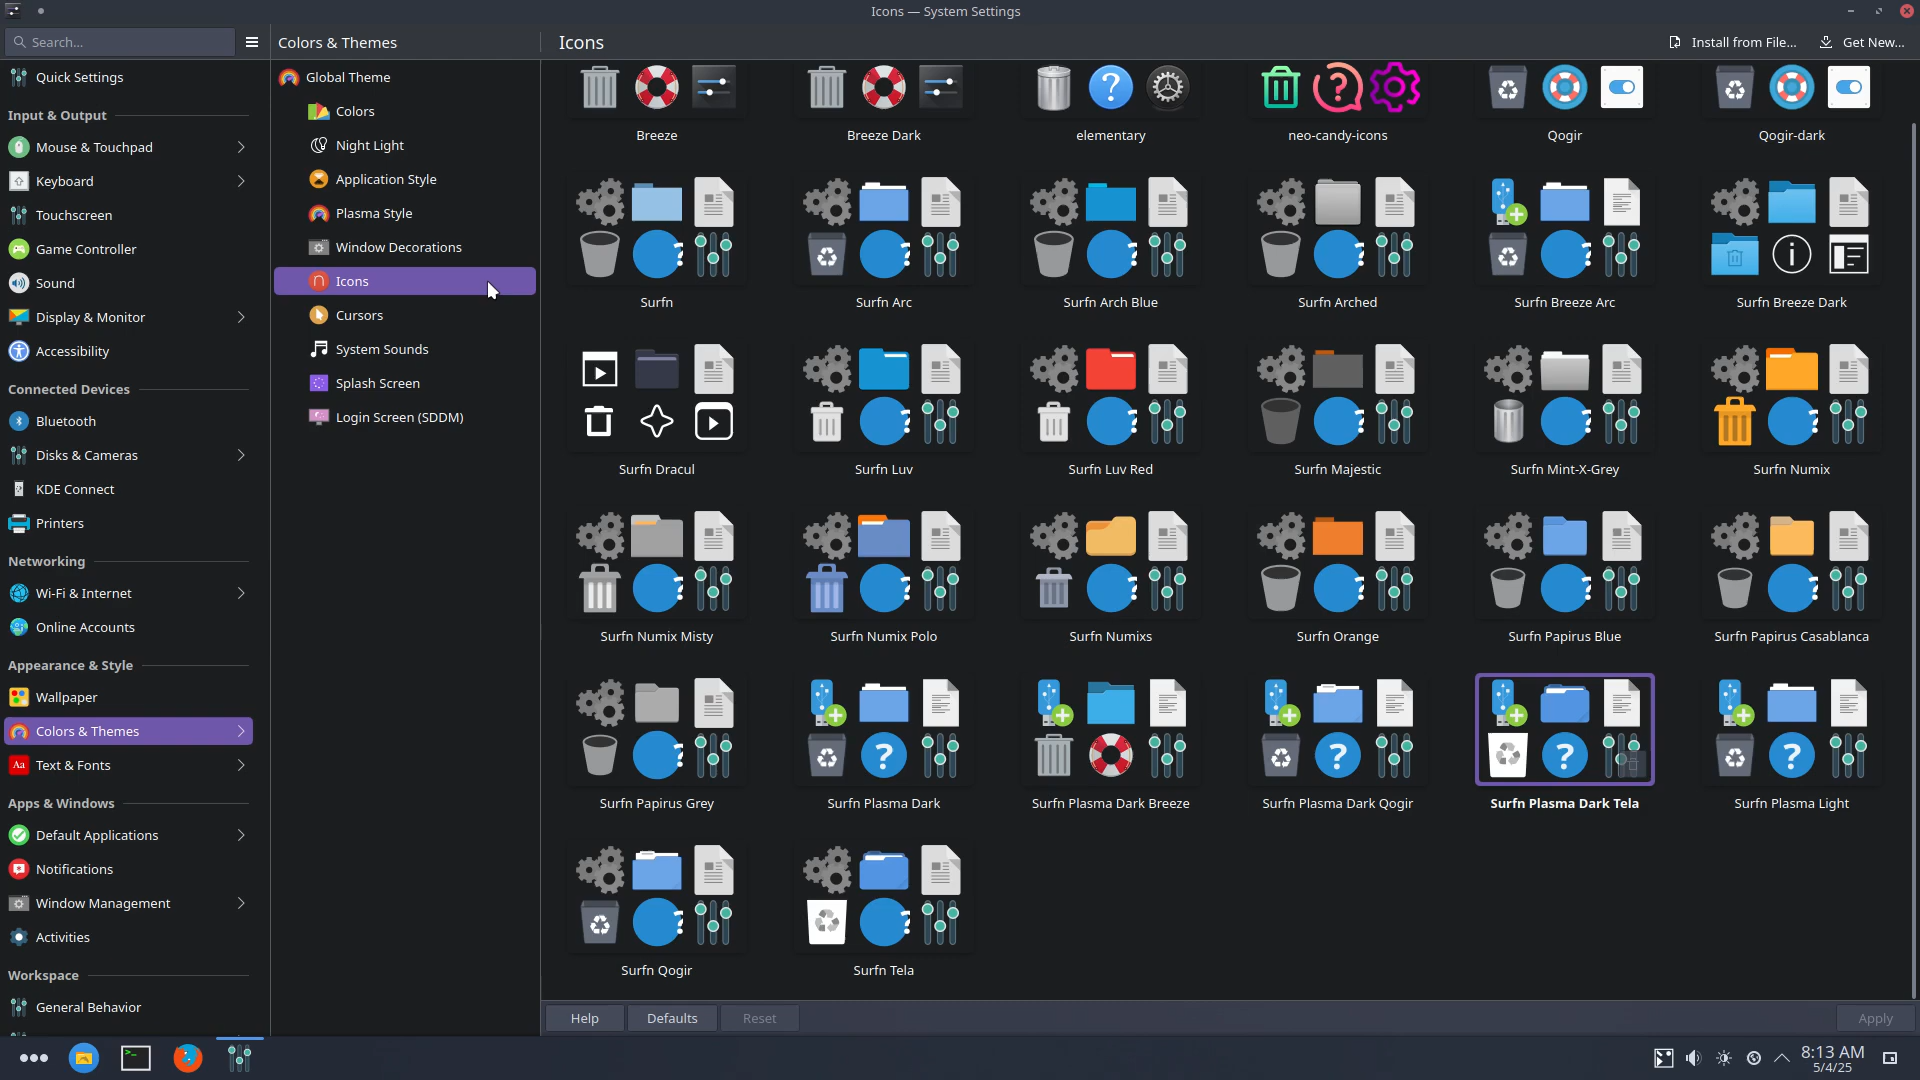 Icons — System Settings
Search...
Colors & Themes
Icons
Install from File...
Get New...
Quick Settings
Input & Output
Mouse & Touchpad
Keyboard
Touchscreen
Game Controller
Sound
Display & Monitor
Accessibility
Connected Devices
Bluetooth
Disks & Cameras
KDE Connect
Printers
Networking
Wi-Fi & Internet
Online Accounts
Appearance & Style
Wallpaper
Colors & Themes
Aa Text & Fonts
Apps & Windows
Default Applications
Notifications
Window Management
Activities
Workspace
General Behavior
Global Theme
Colors
Night Light
Application Style
Plasma Style
Window Decorations
Icons
Cursors
System Sounds
Splash Screen
Login Screen (SDDM)
Breeze
Breeze Dark
elementary
neo-candy-icons
Qogir
Qogir-dark
Surfn
Surfn Arc
Surfn Arch Blue
Surfn Arched
Surfn Breeze Arc
Surfn Breeze Dark
Surfn Dracul
Surfn Luv
Surfn Luv Red
Surfn Majestic
Surfn Mint-X-Grey
Surfn Numix
Surfn Numix Misty
Surfn Numix Polo
Surfn Numixs
Surfn Orange
Surfn Papirus Blue
Surfn Papirus Casablanca
Surfn Papirus Grey
Surfn Plasma Dark
Surfn Plasma Dark Breeze
Surfn Plasma Dark Qogir
Surfn Plasma Dark Tela
Surfn Plasma Light
Surfn Qogir
Surfn Tela
Help
Defaults
Reset
Apply
8:13 AM
5/4/25